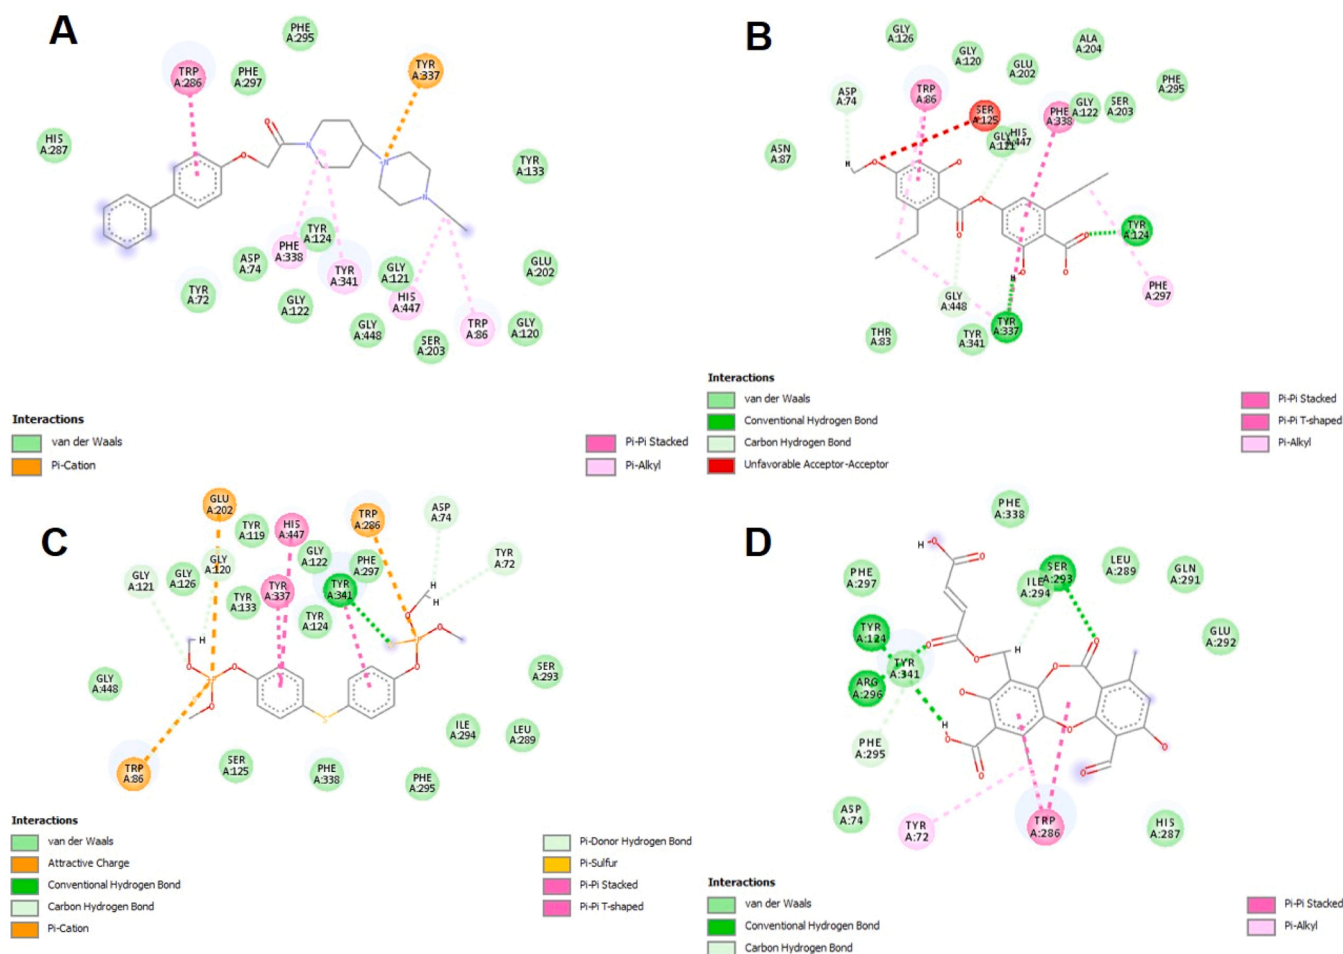 A
PHE
A:295
TRP
A:286
PHE
A:297
TYR
A:337
HIS
A:287
TYR
A:133
TYR
A:124
PHE
A:338
ASP
A:74
TYR
A:341
GLY
A:121
GLU
A:202
TYR
A:72
GLY
A:122
HIS
A:447
GLY
A:448
TRP
A:86
GLY
A:120
SER
A:203
Interactions
van der Waals
Pi-Cation
Pi-Pi Stacked
Pi-Alkyl
B
GLY
A:126
GLY
A:120
GLU
A:202
ALA
A:204
PHE
A:295
ASP
A:74
TRP
A:86
SER
A:125
PHE
A:338
GLY
A:122
SER
A:203
GLY
A:121
HIS
A:447
ASN
A:87
H
TYR
A:124
H
PHE
A:297
GLY
A:448
TYR
A:337
THR
A:83
TYR
A:341
Interactions
van der Waals
Conventional Hydrogen Bond
Carbon Hydrogen Bond
Unfavorable Acceptor-Acceptor
Pi-Pi Stacked
Pi-Pi T-shaped
Pi-Alkyl
C
GLU
A:202
TYR
A:119
HIS
A:447
TRP
A:286
ASP
A:74
GLY
A:121
GLY
A:126
GLY
A:120
GLY
A:122
PHE
A:297
TYR
A:72
TYR
A:133
TYR
A:337
TYR
A:341
TYR
A:124
H
H
GLY
A:448
SER
A:293
ILE
A:294
LEU
A:289
TRP
A:86
SER
A:125
PHE
A:338
PHE
A:295
Interactions
van der Waals
Attractive Charge
Conventional Hydrogen Bond
Carbon Hydrogen Bond
Pi-Cation
Pi-Donor Hydrogen Bond
Pi-Sulfur
Pi-Pi Stacked
Pi-Pi T-shaped
D
PHE
A:338
H
PHE
A:297
ILE
A:294
SER
A:293
LEU
A:289
GLN
A:291
TYR
A:124
TYR
A:341
H
GLU
A:292
ARG
A:296
H
PHE
A:295
ASP
A:74
TYR
A:72
TRP
A:286
HIS
A:287
Interactions
van der Waals
Conventional Hydrogen Bond
Carbon Hydrogen Bond
Pi-Pi Stacked
Pi-Alkyl